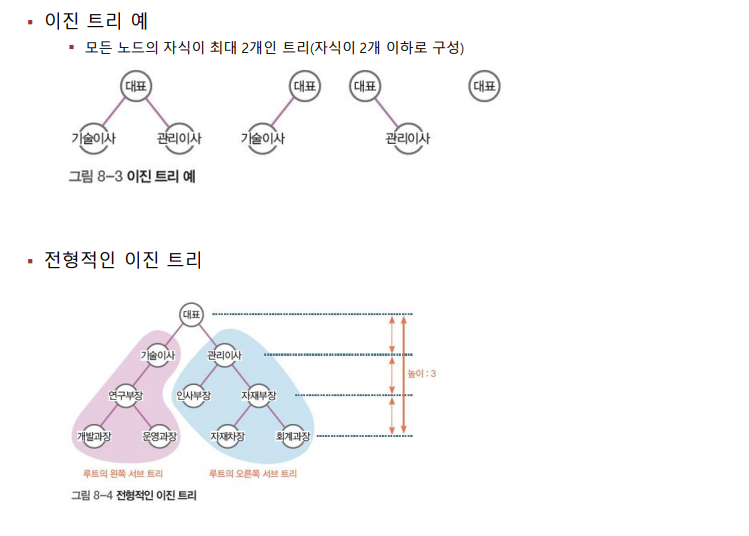 ▪ 이진 트리 예
▪ 모든 노드의 자식이 최대 2개인 트리(자식이 2개 이하로 구성)
대표 대표 대표 대표
기술이사 관리이사 기술이사 관리이사
그림 8-3 이진 트리 예
▪ 전형적인 이진 트리
대표
기술이사 관리이사
높이 : 3
연구부장 인사부장 자재부장
개발과장 운영과장 자재차장 회계과장
루트의 왼쪽 서브 트리 루트의 오른쪽 서브 트리
그림 8-4 전형적인 이진 트리